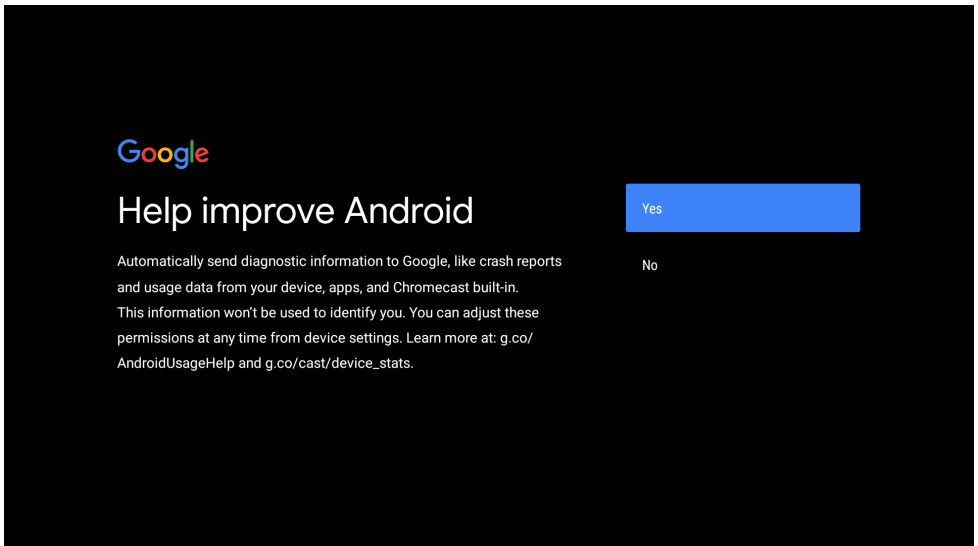 Google
Help improve Android
Automatically send diagnostic information to Google, like crash reports
and usage data from your device, apps, and Chromecast built-in.
This information won't be used to identify you. You can adjust these
permissions at any time from device settings. Learn more at: g.co/
AndroidUsageHelp and g.co/cast/device_stats.
Yes
No